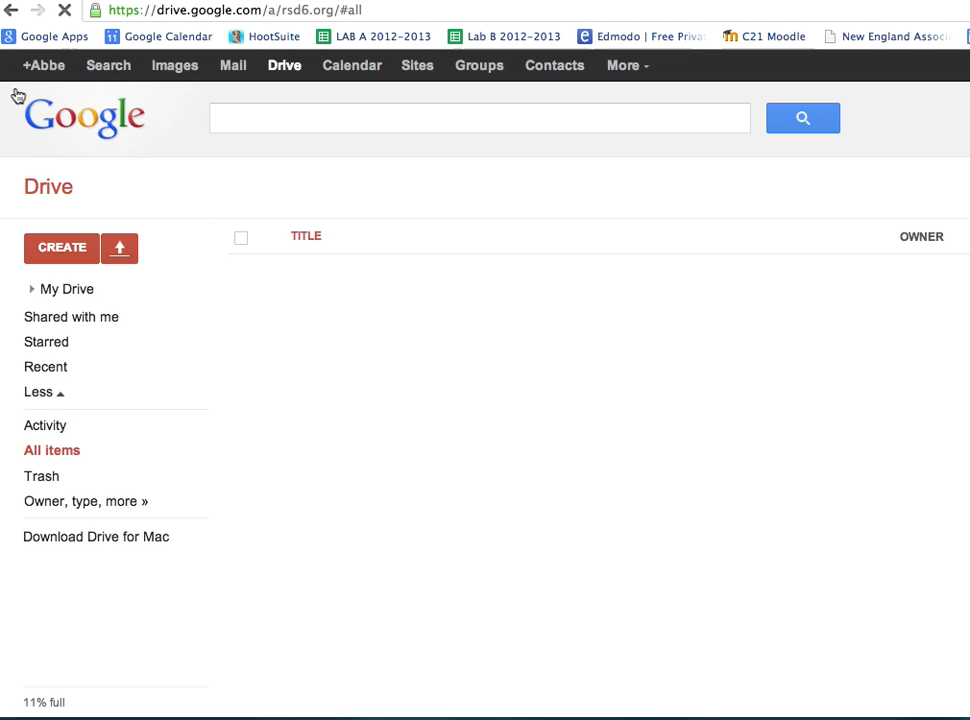 https://drive.google.com/a/rsd6.org/#all
Google Apps Google Calendar HootSuite LAB A 2012-2013 Lab B 2012-2013 Edmodo | Free Priva C21 Moodle New England Associ
+Abbe Search Images Mail Drive Calendar Sites Groups Contacts More
Google
Drive
CREATE
TITLE OWNER
My Drive
Shared with me
Starred
Recent
Less
Activity
All items
Trash
Owner, type, more »
Download Drive for Mac
11% full